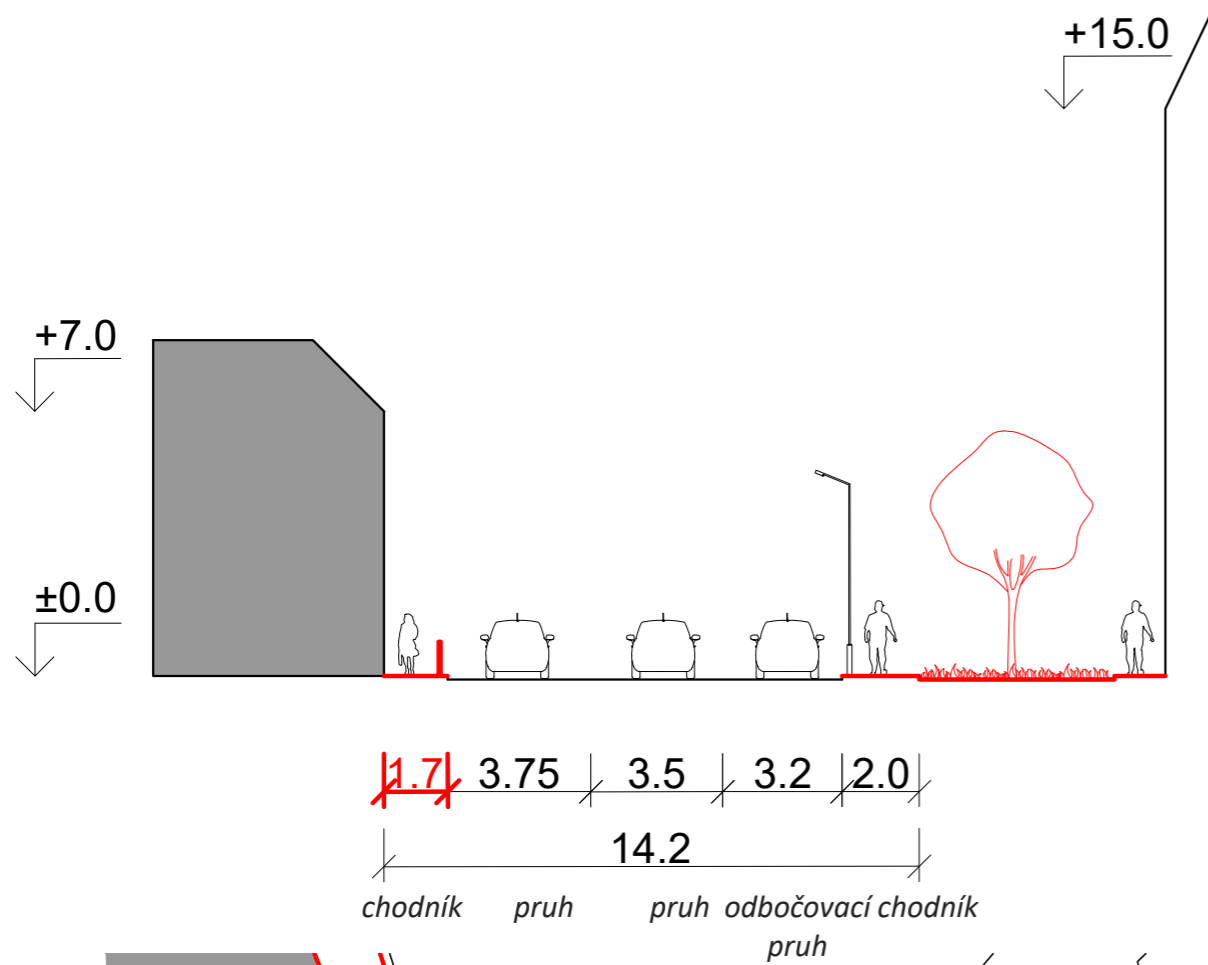 +15.0
+7.0
±0.0
1.7 3.75 3.5 3.2 2.0
14.2
chodník pruh pruh odbočovací chodník
pruh